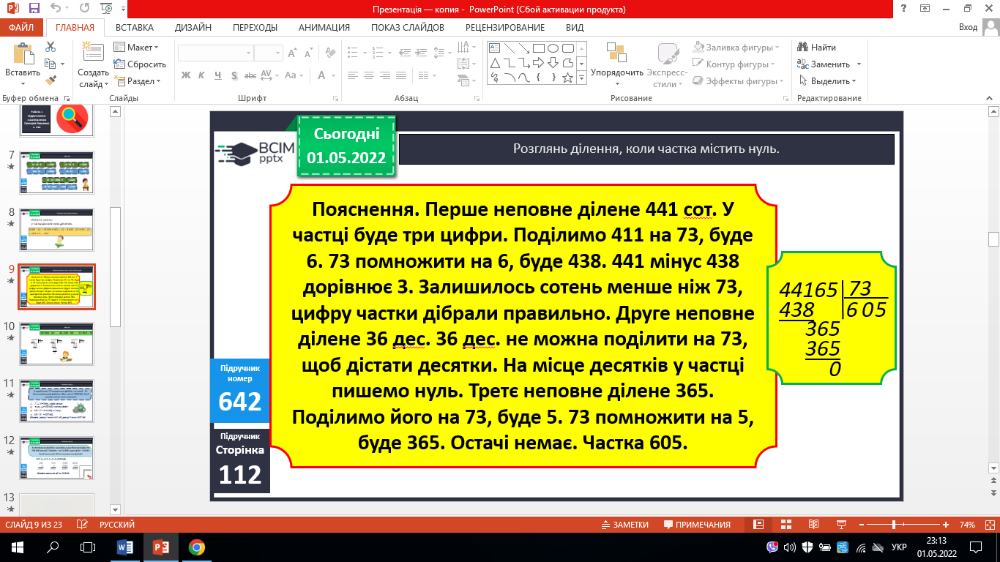 Презентація — копия - PowerPoint (Сбой активации продукта)
ФАЙЛ ГЛАВНАЯ ВСТАВКА ДИЗАЙН ПЕРЕХОДЫ АНИМАЦИЯ ПОКАЗ СЛАЙДОВ РЕЦЕНЗИРОВАНИЕ ВИД Вход
Вставить
Буфер обмена
Создать слайд
Макет
Сбросить
Раздел
Слайды
Ж К Ч S abc AV Aa A
Шрифт
Абзац
Упорядочить
Экспресс-стили
Заливка фигуры
Контур фигуры
Эффекты фигуры
Рисование
Найти
Заменить
Выделить
Редактирование
7
8
9
10
11
12
13
Сьогодні
01.05.2022
BCIM
pptx
Розглянь ділення, коли частка містить нуль.
Пояснення. Перше неповне ділене 441 сот. У
частці буде три цифри. Поділимо 411 на 73, буде
6. 73 помножити на 6, буде 438. 441 мінус 438
дорівнює 3. Залишилось сотень менше ніж 73,
цифру частки дібрали правильно. Друге неповне
ділене 36 дес. 36 дес. не можна поділити на 73,
щоб дістати десятки. На місце десятків у частці
пишемо нуль. Третє неповне ділене 365.
Поділимо його на 73, буде 5. 73 помножити на 5,
буде 365. Остачі немає. Частка 605.
44165 73
438 6 05
365
365
0
Підручник
номер
642
Підручник
Сторінка
112
СЛАЙД 9 ИЗ 23 РУССКИЙ ЗАМЕТКИ ПРИМЕЧАНИЯ 74%
УКР
23:13
01.05.2022